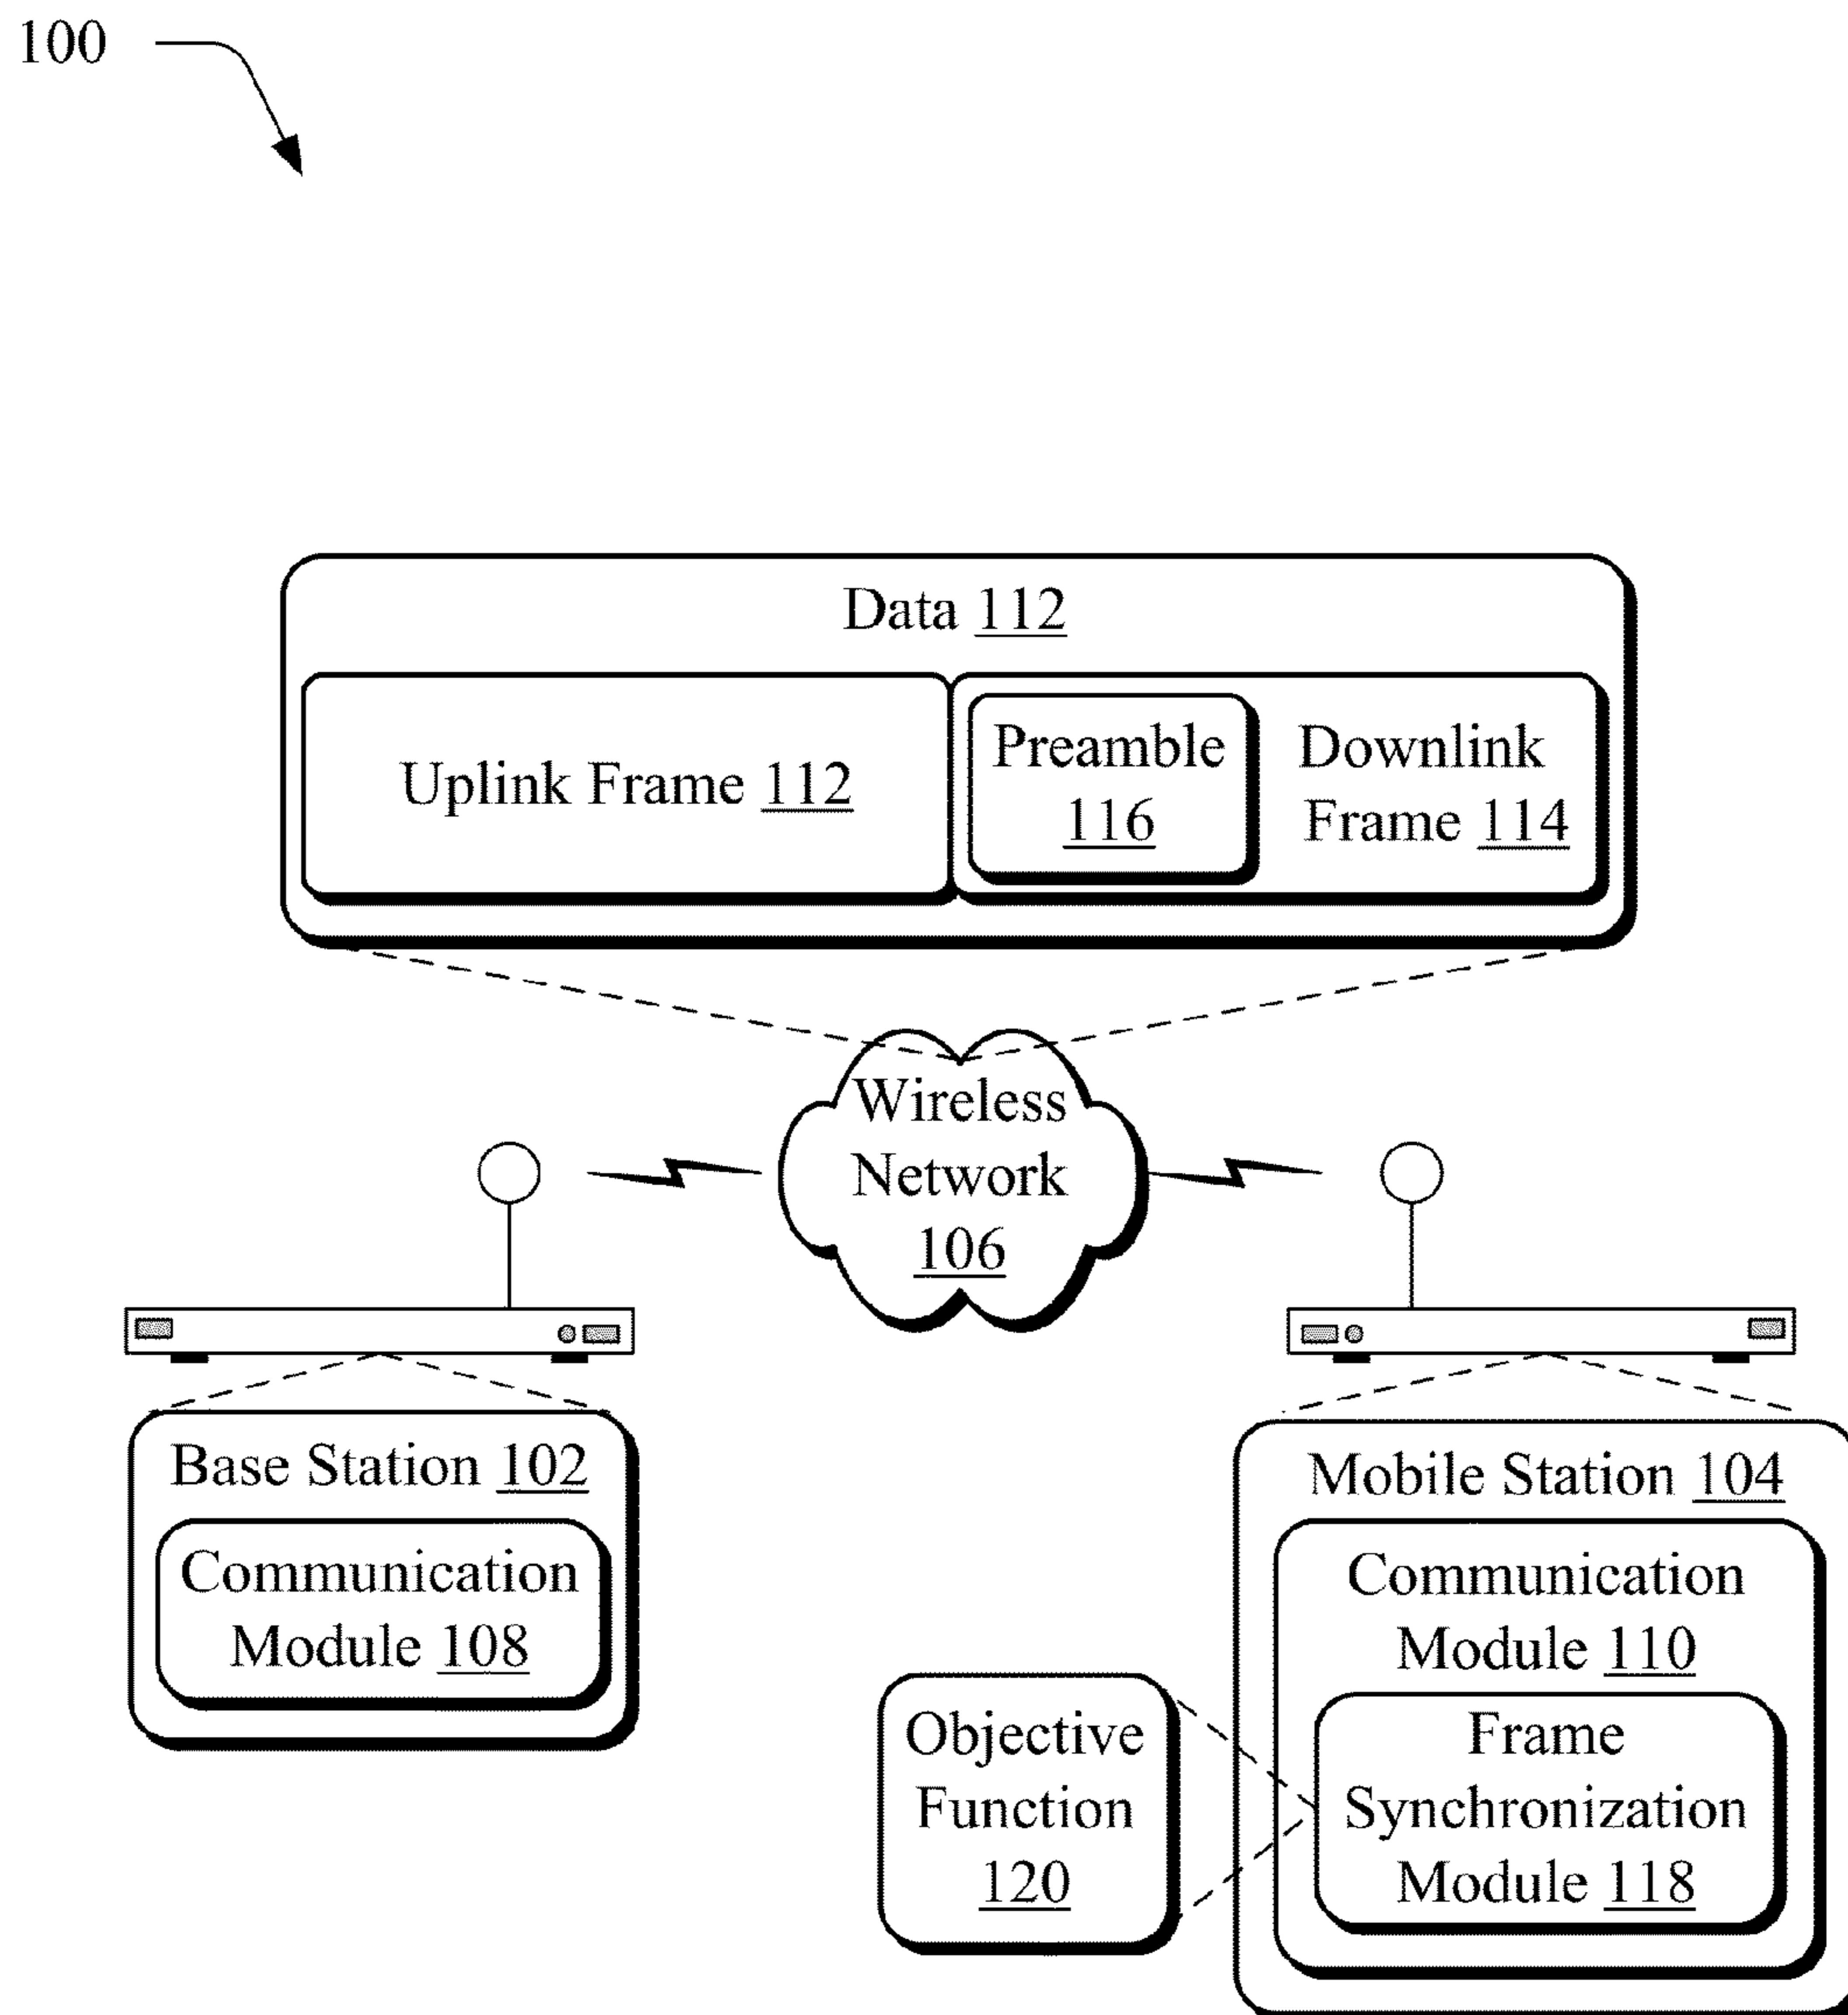 100
Data 112
Uplink Frame 112
Preamble
116
Downlink
Frame 114
Wireless
Network
106
Base Station 102
Communication
Module 108
Mobile Station 104
Communication
Module 110
Frame
Synchronization
Module 118
Objective
Function
120